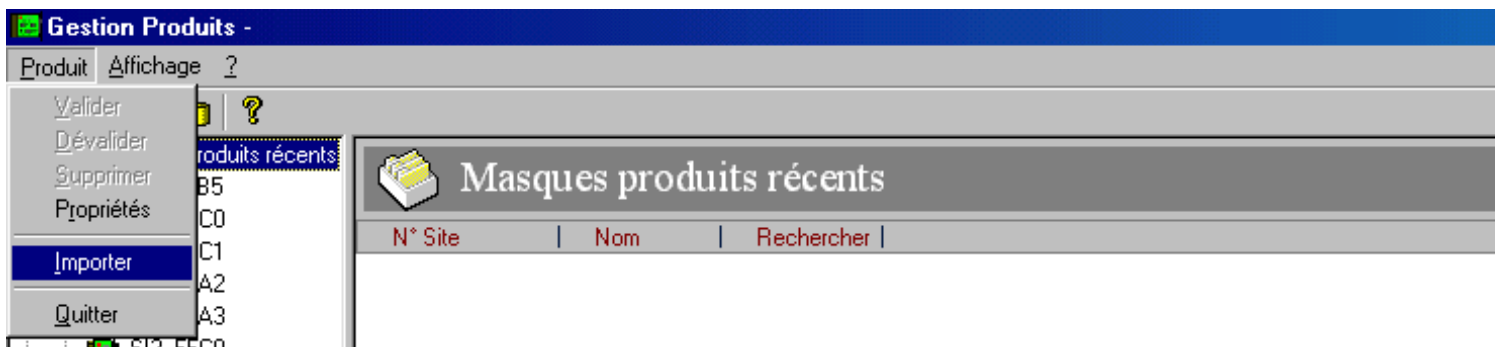 Gestion Produits -
Produit Affichage ?
Valider
Dévalider
Supprimer
Propriétés
Importer
Quitter
roduits récents
B5
C0
C1
A2
A3
Masques produits récents
N° Site | Nom | Rechercher |